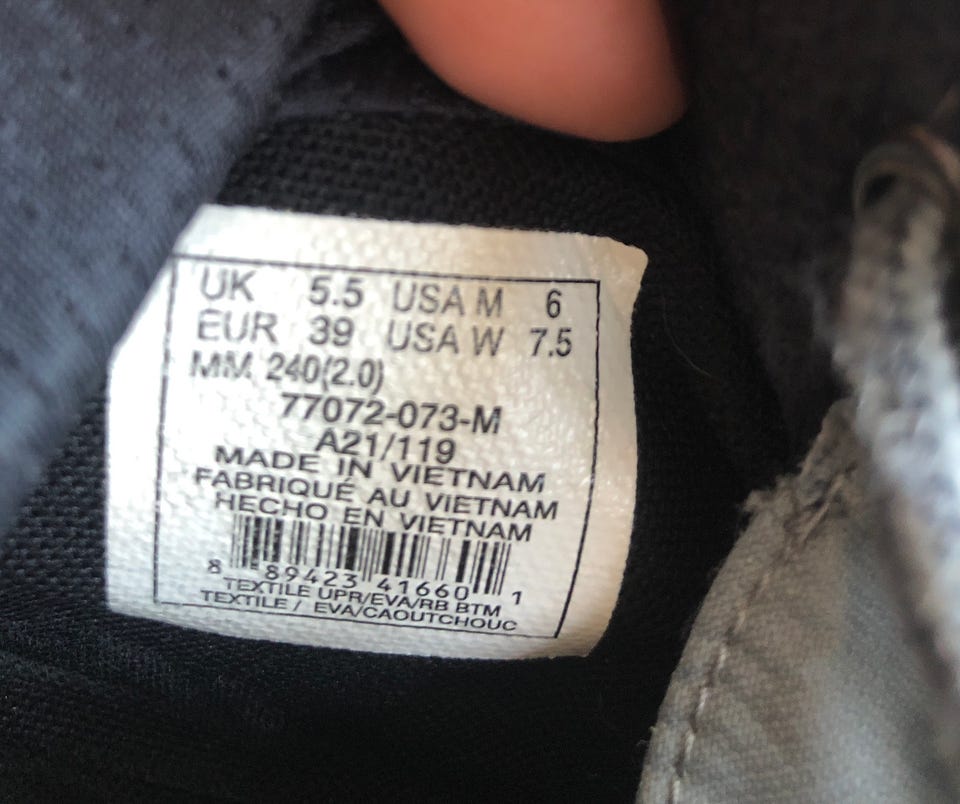 UK 5.5 USA M 6
EUR 39 USA W 7.5
MM 240(2.0)
77072-073-M
A21/119
MADE IN VIETNAM
FABRIQUÉ AU VIETNAM
HECHO EN VIETNAM
8 89423 41660 1
TEXTILE UPR/EVA/RB BTM
TEXTILE / EVA/CAOUTCHOUC